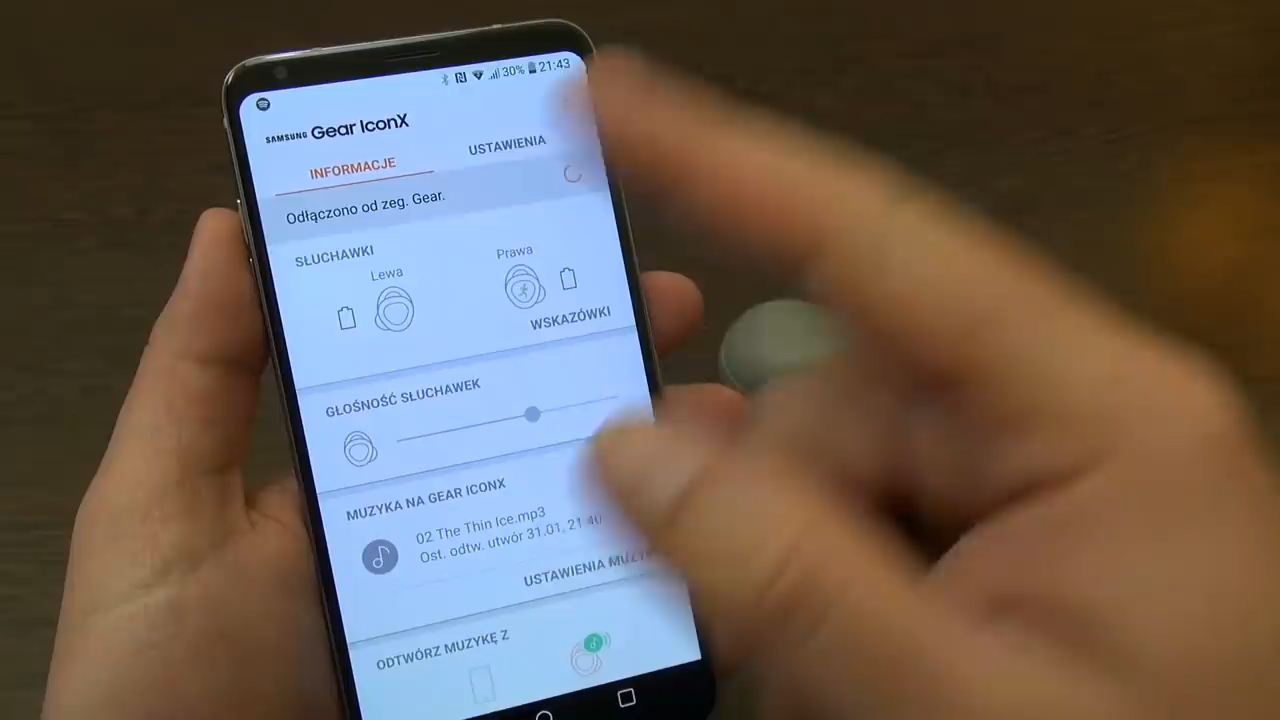 30% 21:43
SAMSUNG Gear IconX
INFORMACJE USTAWIENIA
Odłączono od zeg. Gear.
SŁUCHAWKI
Lewa Prawa
WSKAZÓWKI
GŁOŚNOŚĆ SŁUCHAWEK
MUZYKA NA GEAR ICONX
02 The Thin Ice.mp3
Ost. odtw. utwór 31.01, 21:40
USTAWIENIA
ODTWÓRZ MUZYKĘ Z